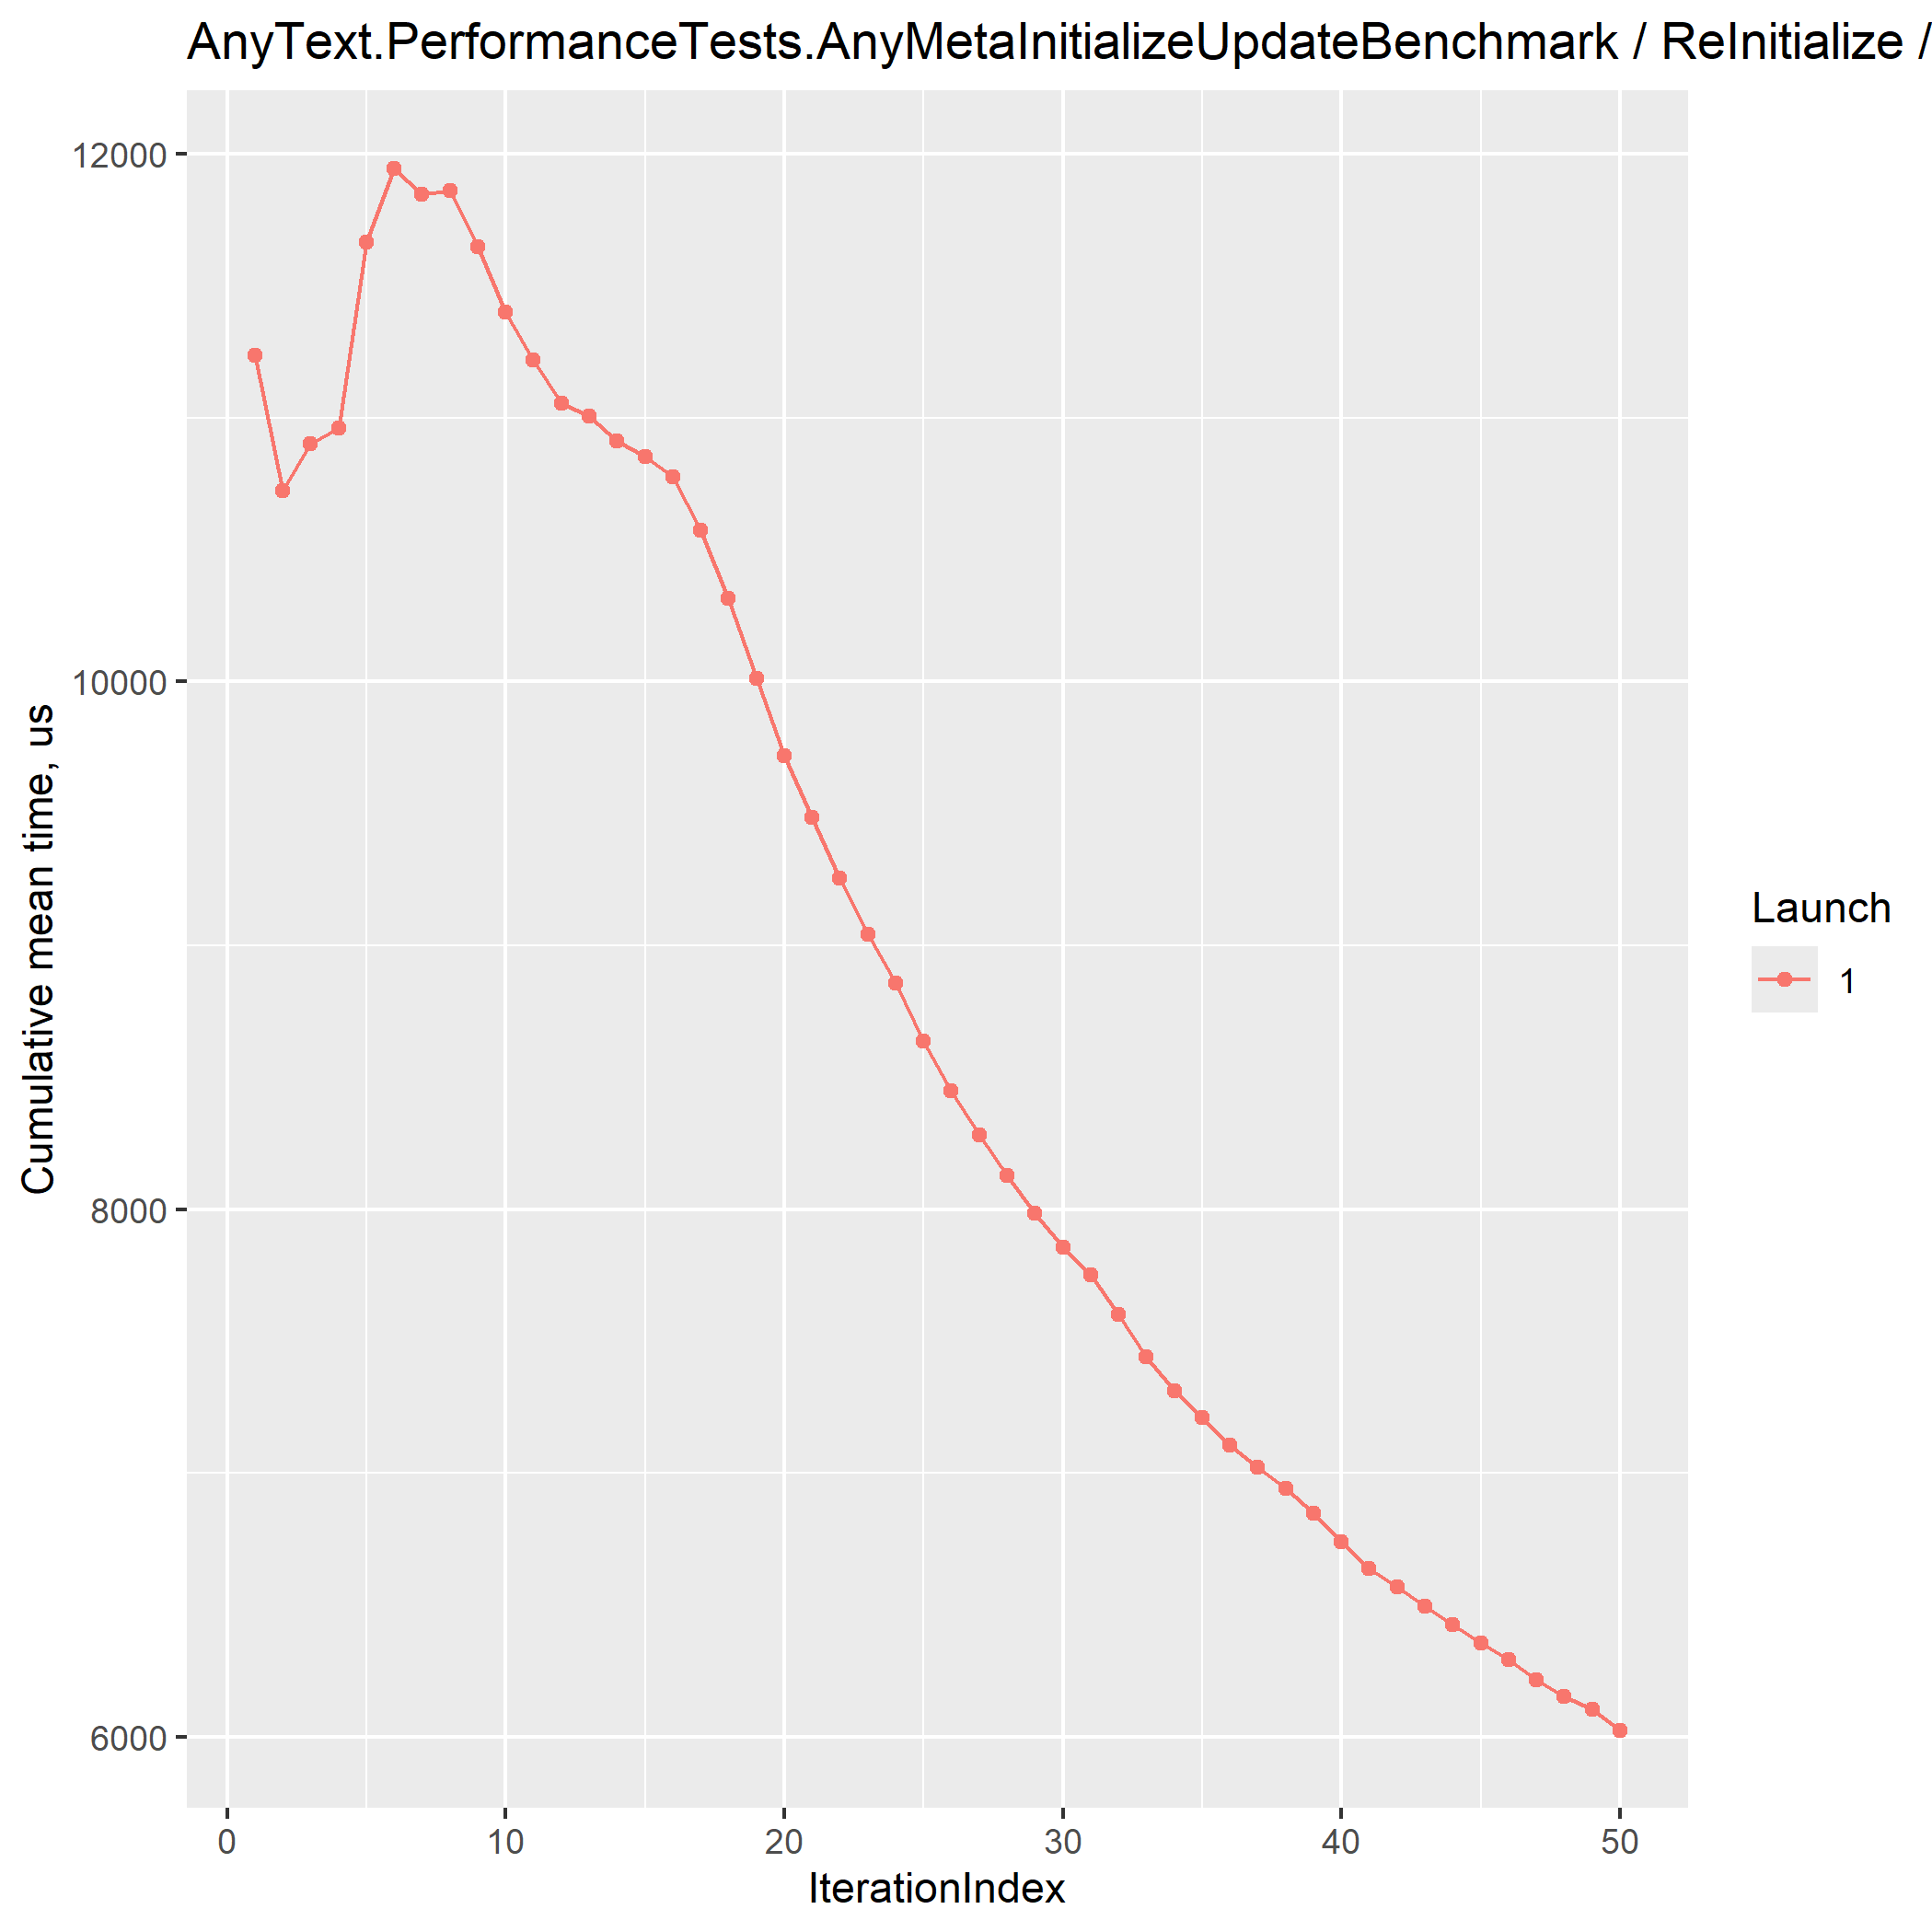 AnyText.PerformanceTests.AnyMetaInitializeUpdateBenchmark / ReInitialize /
12000
10000
8000
6000
Cumulative mean time, us
0 10 20 30 40 50
IterationIndex
Launch
1